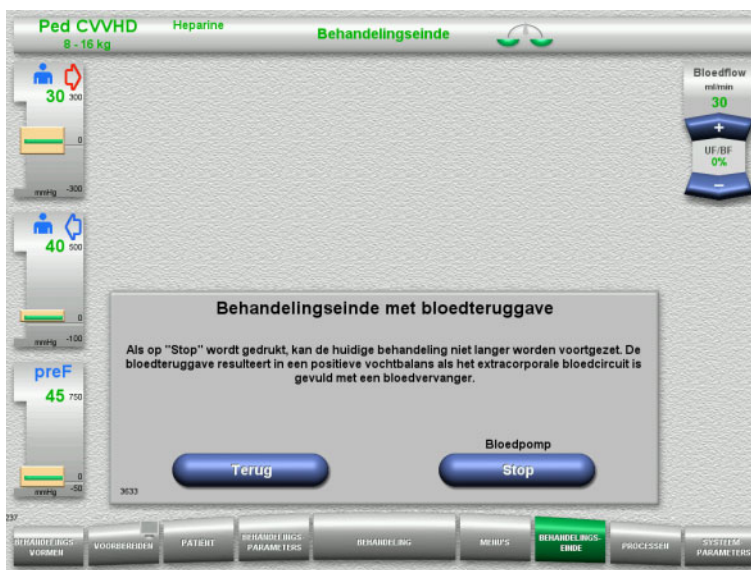 Ped CVVHD
8 - 16 kg
Heparine
Behandelingseinde
30
300
0
-300
mmHg
40
500
0
-100
mmHg
preF
45
750
0
-50
mmHg
Bloedflow
ml/min
30
+
UF/BF
0%
–
Behandelingseinde met bloedteruggave
Als op "Stop" wordt gedrukt, kan de huidige behandeling niet langer worden voortgezet. De
bloedteruggave resulteert in een positieve vochtbalans als het extracorporale bloedcircuit is
gevuld met een bloedvervanger.
Bloedpomp
Terug
Stop
3633
237
BEHANDELINGS-
VORMEN
VOORBEREIDEN
PATIËNT
BEHANDELINGS-
PARAMETERS
BEHANDELING
MENU'S
BEHANDELINGS-
EINDE
PROCESSEN
SYSTEEM
PARAMETERS